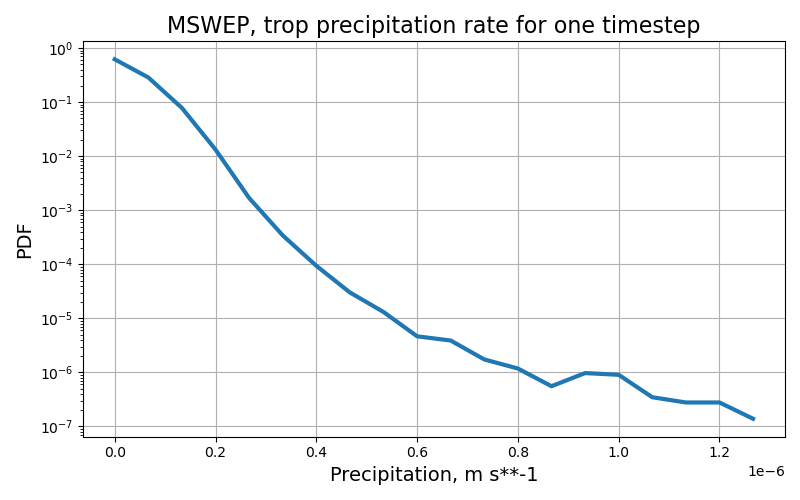 MSWEP, trop precipitation rate for one timestep
PDF
10⁰
10⁻¹
10⁻²
10⁻³
10⁻⁴
10⁻⁵
10⁻⁶
10⁻⁷
0.0 0.2 0.4 0.6 0.8 1.0 1.2
1e−6
Precipitation, m s**-1